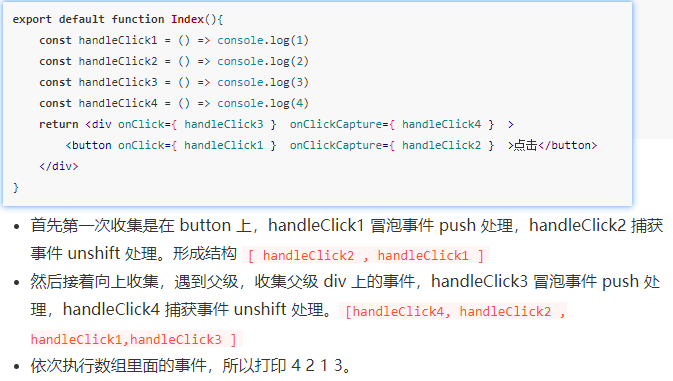 export default function Index(){
    const handleClick1 = () => console.log(1)
    const handleClick2 = () => console.log(2)
    const handleClick3 = () => console.log(3)
    const handleClick4 = () => console.log(4)
    return <div onClick={ handleClick3 }  onClickCapture={ handleClick4 }  >
        <button onClick={ handleClick1 }  onClickCapture={ handleClick2 }  >点击</button>
    </div>
}
• 首先第一次收集是在 button 上，handleClick1 冒泡事件 push 处理，handleClick2 捕获
事件 unshift 处理。形成结构 [ handleClick2 , handleClick1 ]
• 然后接着向上收集，遇到父级，收集父级 div 上的事件，handleClick3 冒泡事件 push 处
理，handleClick4 捕获事件 unshift 处理。[handleClick4, handleClick2 ,
handleClick1,handleClick3 ]
• 依次执行数组里面的事件，所以打印 4 2 1 3。